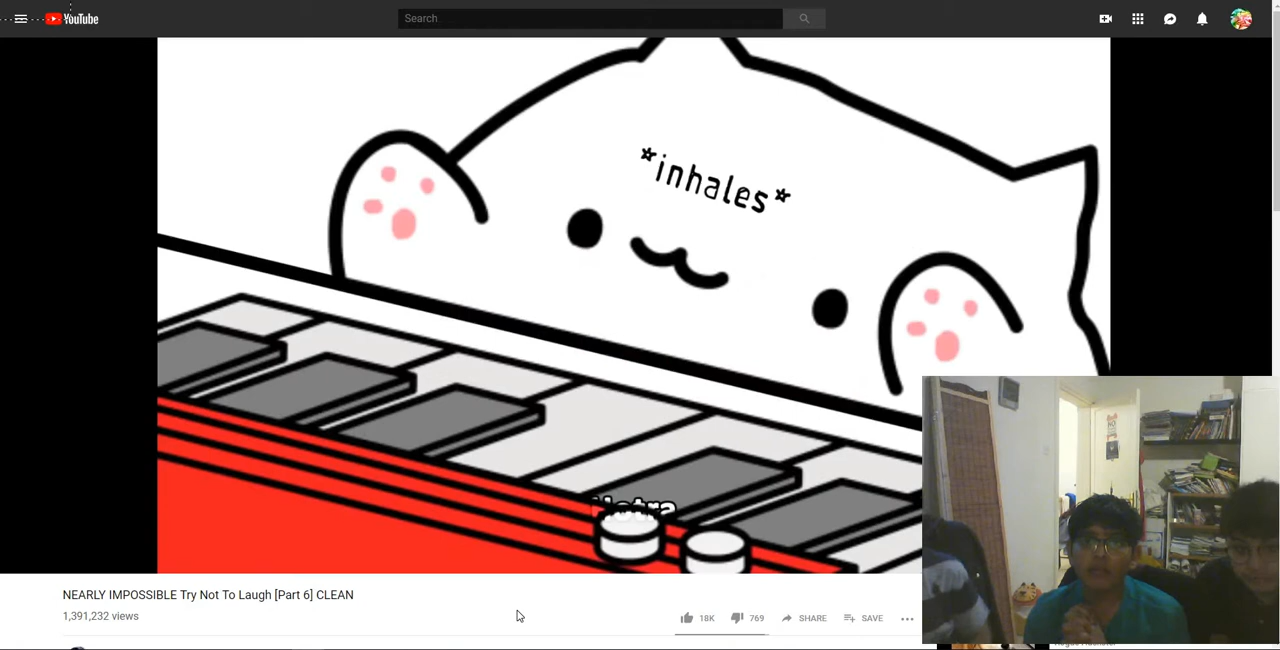 YouTube
Search
*inhales*
NEARLY IMPOSSIBLE Try Not To Laugh [Part 6] CLEAN
1,391,232 views
18K
769
SHARE
SAVE